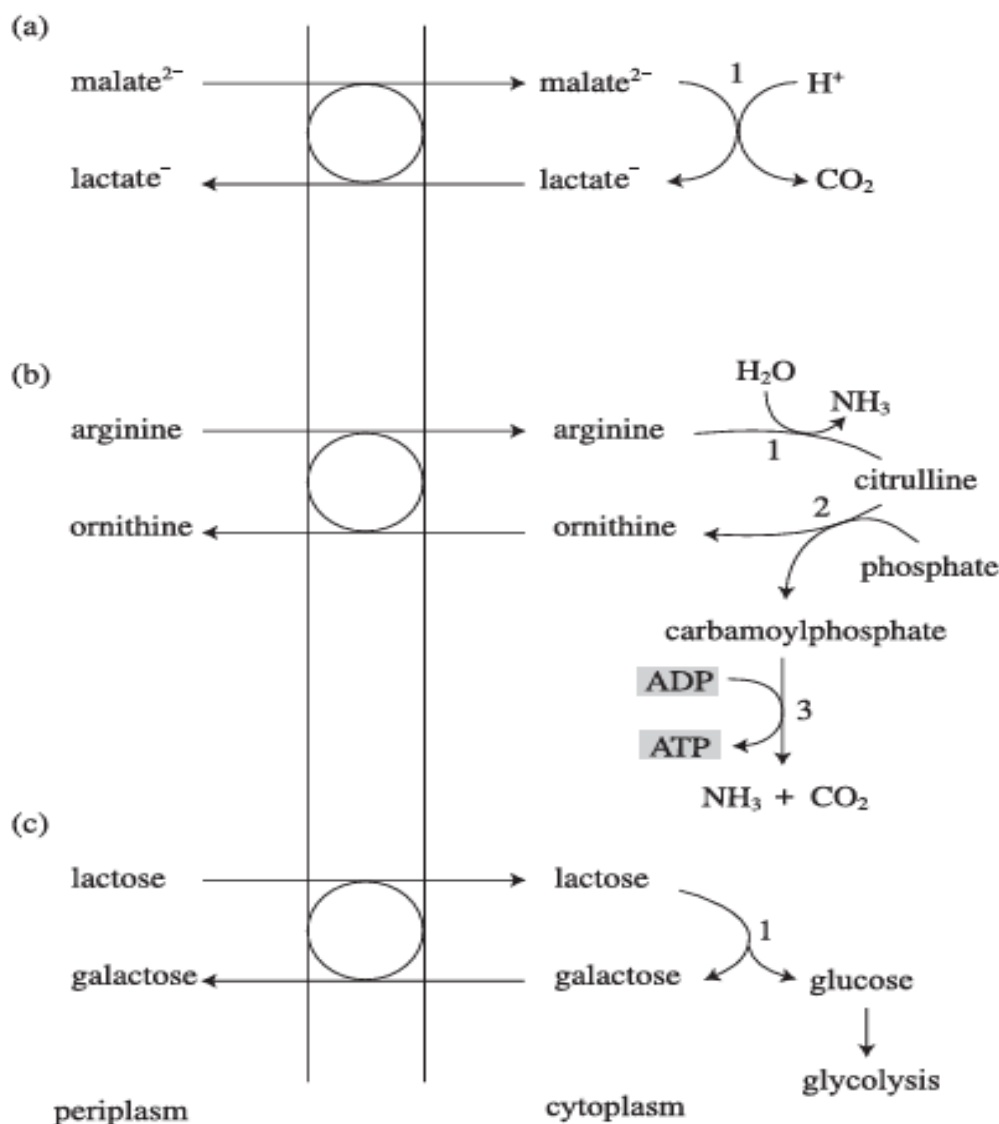 (a)
malate²⁻ malate²⁻ 1 H⁺
lactate⁻ lactate⁻ CO₂
(b)
H₂O
NH₃
arginine arginine
1
citrulline
2
ornithine ornithine
phosphate
carbamoylphosphate
ADP
3
ATP
NH₃ + CO₂
(c)
lactose lactose
1
galactose galactose glucose
glycolysis
periplasm cytoplasm